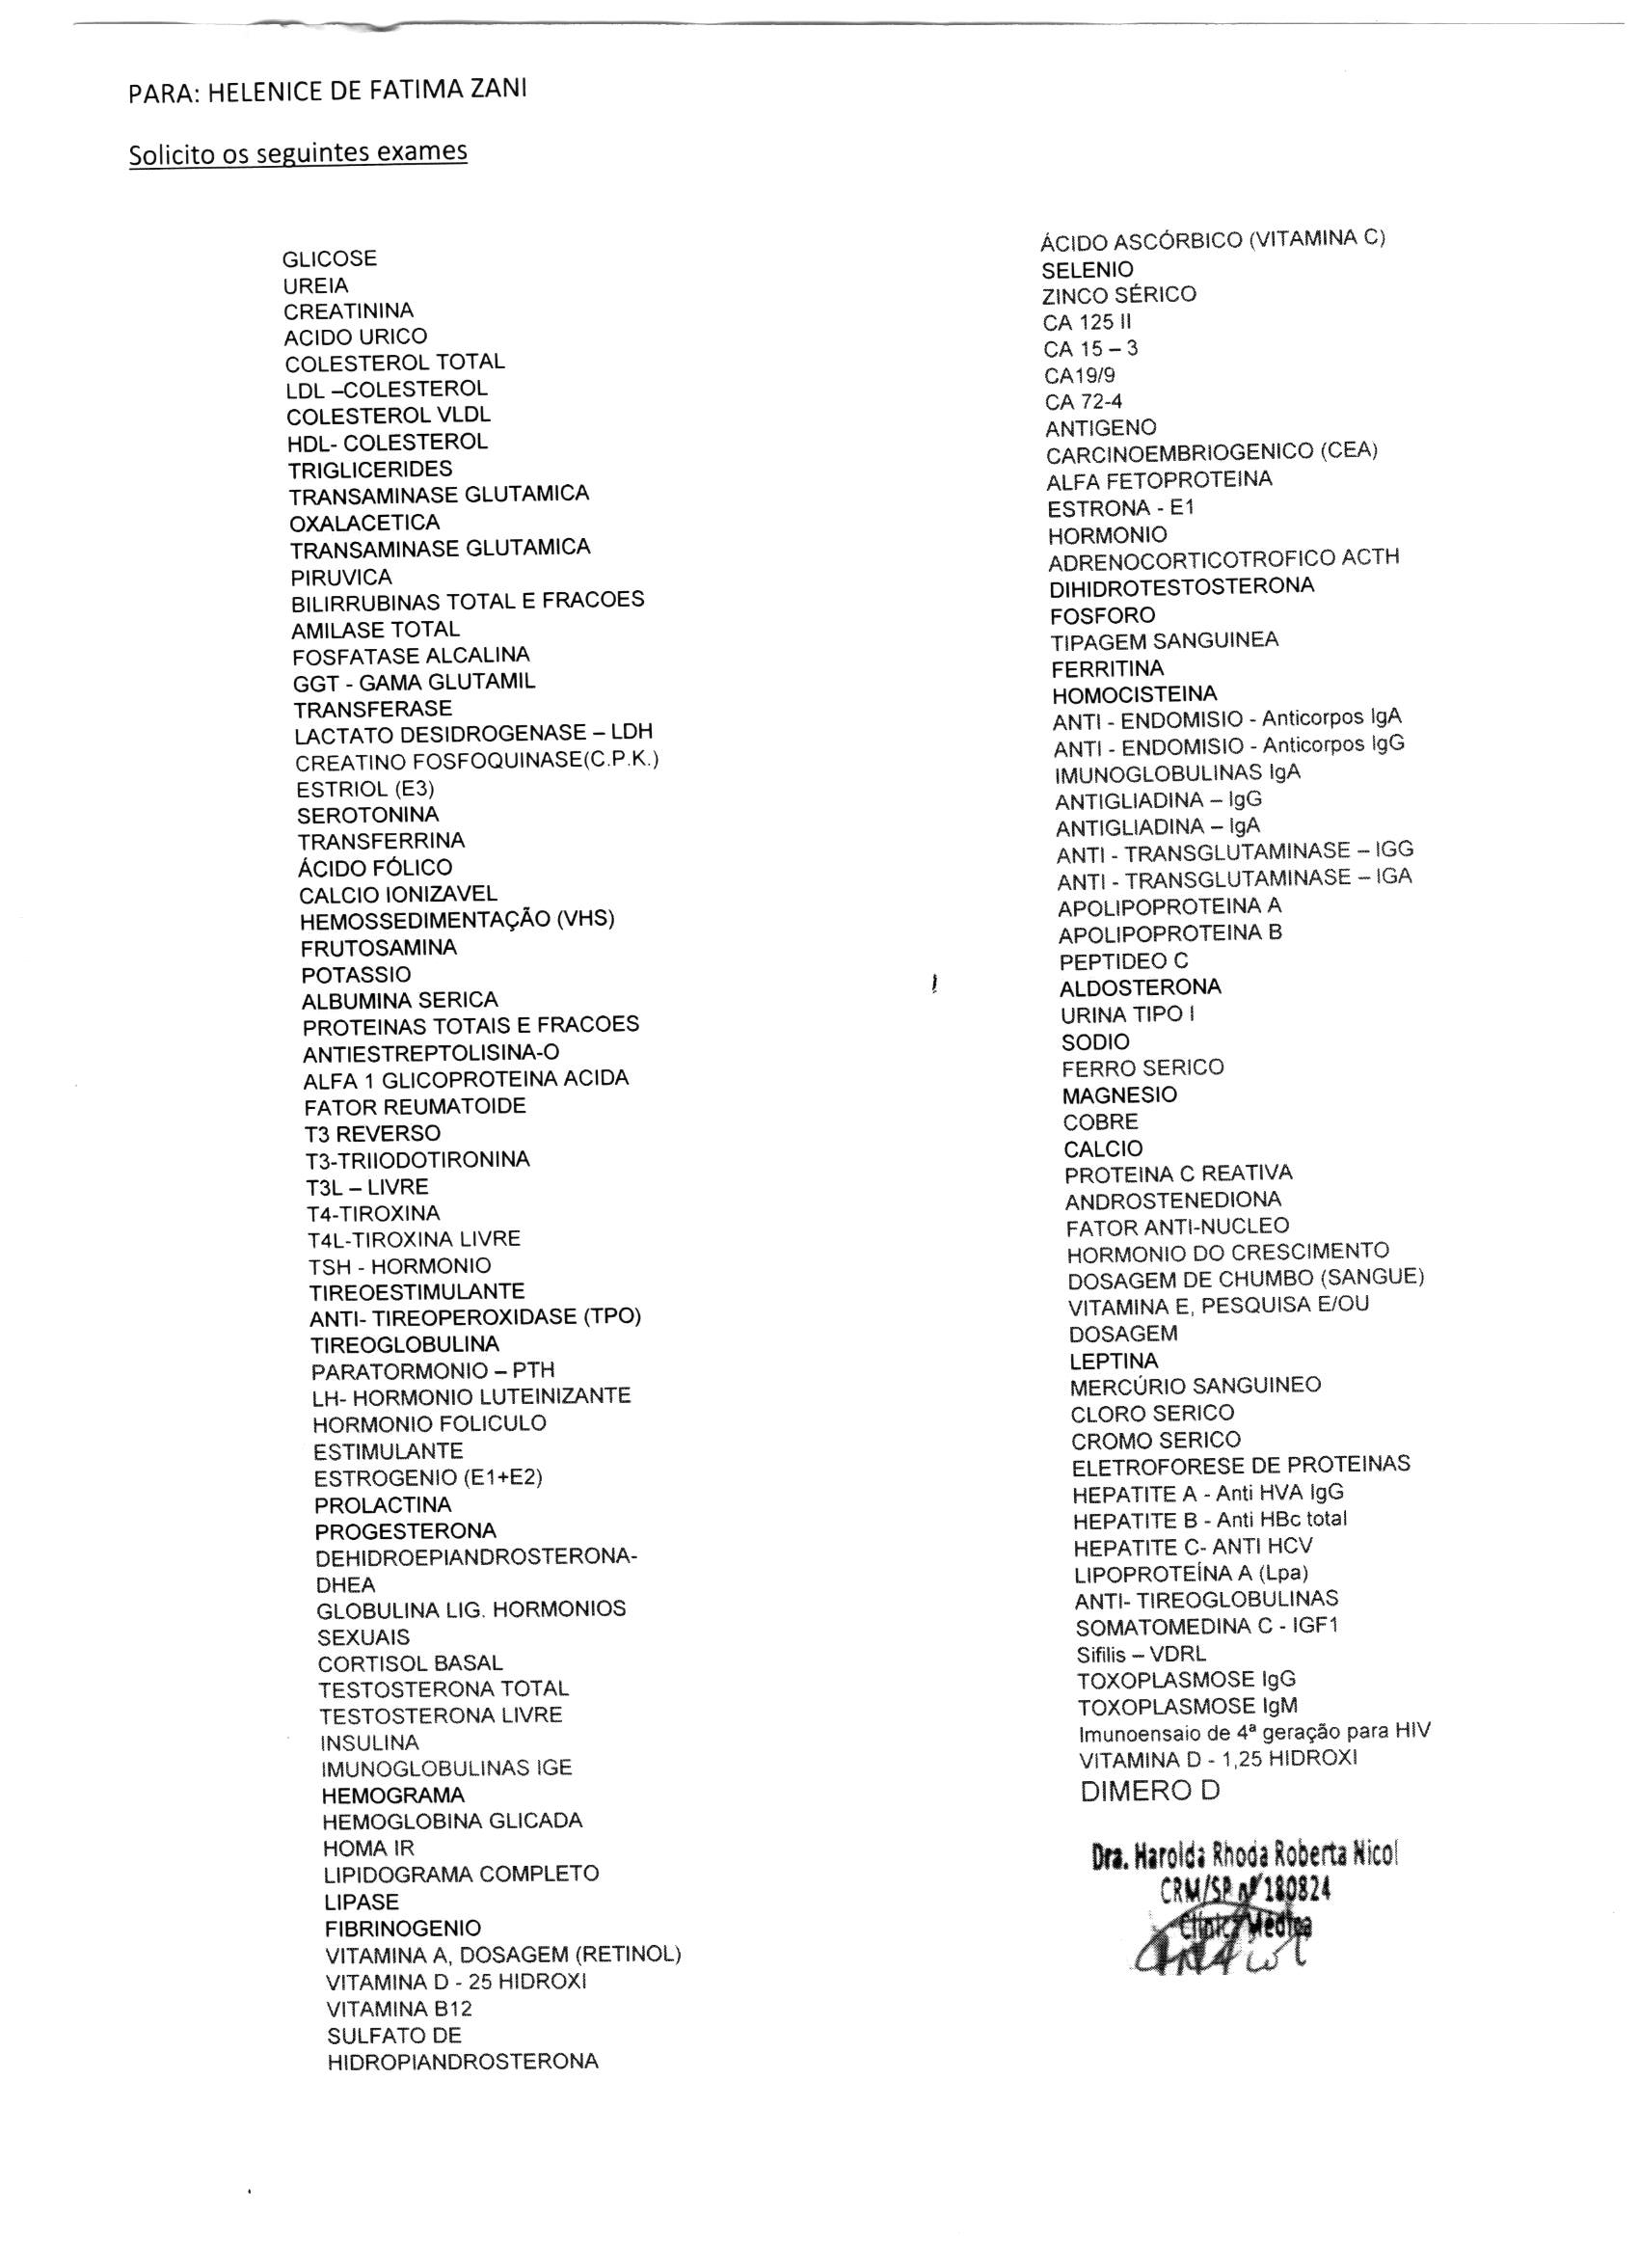 PARA: HELENICE DE FATIMA ZANI
Solicito os seguintes exames
GLICOSE
UREIA
CREATININA
ACIDO URICO
COLESTEROL TOTAL
LDL –COLESTEROL
COLESTEROL VLDL
HDL- COLESTEROL
TRIGLICERIDES
TRANSAMINASE GLUTAMICA
OXALACETICA
TRANSAMINASE GLUTAMICA
PIRUVICA
BILIRRUBINAS TOTAL E FRACOES
AMILASE TOTAL
FOSFATASE ALCALINA
GGT - GAMA GLUTAMIL
TRANSFERASE
LACTATO DESIDROGENASE – LDH
CREATINO FOSFOQUINASE(C.P.K.)
ESTRIOL (E3)
SEROTONINA
TRANSFERRINA
ÁCIDO FÓLICO
CALCIO IONIZAVEL
HEMOSSEDIMENTAÇÃO (VHS)
FRUTOSAMINA
POTASSIO
ALBUMINA SERICA
PROTEINAS TOTAIS E FRACOES
ANTIESTREPTOLISINA-O
ALFA 1 GLICOPROTEINA ACIDA
FATOR REUMATOIDE
T3 REVERSO
T3-TRIIODOTIRONINA
T3L – LIVRE
T4-TIROXINA
T4L-TIROXINA LIVRE
TSH - HORMONIO
TIREOESTIMULANTE
ANTI- TIREOPEROXIDASE (TPO)
TIREOGLOBULINA
PARATORMONIO – PTH
LH- HORMONIO LUTEINIZANTE
HORMONIO FOLICULO
ESTIMULANTE
ESTROGENIO (E1+E2)
PROLACTINA
PROGESTERONA
DEHIDROEPIANDROSTERONA-
DHEA
GLOBULINA LIG. HORMONIOS
SEXUAIS
CORTISOL BASAL
TESTOSTERONA TOTAL
TESTOSTERONA LIVRE
INSULINA
IMUNOGLOBULINAS IGE
HEMOGRAMA
HEMOGLOBINA GLICADA
HOMA IR
LIPIDOGRAMA COMPLETO
LIPASE
FIBRINOGENIO
VITAMINA A, DOSAGEM (RETINOL)
VITAMINA D - 25 HIDROXI
VITAMINA B12
SULFATO DE
HIDROPIANDROSTERONA
ÁCIDO ASCÓRBICO (VITAMINA C)
SELENIO
ZINCO SÉRICO
CA 125 II
CA 15 – 3
CA19/9
CA 72-4
ANTIGENO
CARCINOEMBRIOGENICO (CEA)
ALFA FETOPROTEINA
ESTRONA - E1
HORMONIO
ADRENOCORTICOTROFICO ACTH
DIHIDROTESTOSTERONA
FOSFORO
TIPAGEM SANGUINEA
FERRITINA
HOMOCISTEINA
ANTI - ENDOMISIO - Anticorpos IgA
ANTI - ENDOMISIO - Anticorpos IgG
IMUNOGLOBULINAS IgA
ANTIGLIADINA – IgG
ANTIGLIADINA – IgA
ANTI - TRANSGLUTAMINASE – IGG
ANTI - TRANSGLUTAMINASE – IGA
APOLIPOPROTEINA A
APOLIPOPROTEINA B
PEPTIDEO C
ALDOSTERONA
URINA TIPO I
SODIO
FERRO SERICO
MAGNESIO
COBRE
CALCIO
PROTEINA C REATIVA
ANDROSTENEDIONA
FATOR ANTI-NUCLEO
HORMONIO DO CRESCIMENTO
DOSAGEM DE CHUMBO (SANGUE)
VITAMINA E, PESQUISA E/OU
DOSAGEM
LEPTINA
MERCÚRIO SANGUINEO
CLORO SERICO
CROMO SERICO
ELETROFORESE DE PROTEINAS
HEPATITE A - Anti HVA IgG
HEPATITE B - Anti HBc total
HEPATITE C- ANTI HCV
LIPOPROTEÍNA A (Lpa)
ANTI- TIREOGLOBULINAS
SOMATOMEDINA C - IGF1
Sifilis – VDRL
TOXOPLASMOSE IgG
TOXOPLASMOSE IgM
Imunoensaio de 4ª geração para HIV
VITAMINA D - 1,25 HIDROXI
DIMERO D
Dra. Harolda Rhoda Roberta Nicol
CRM/SP nº 180824
Clínica Médica